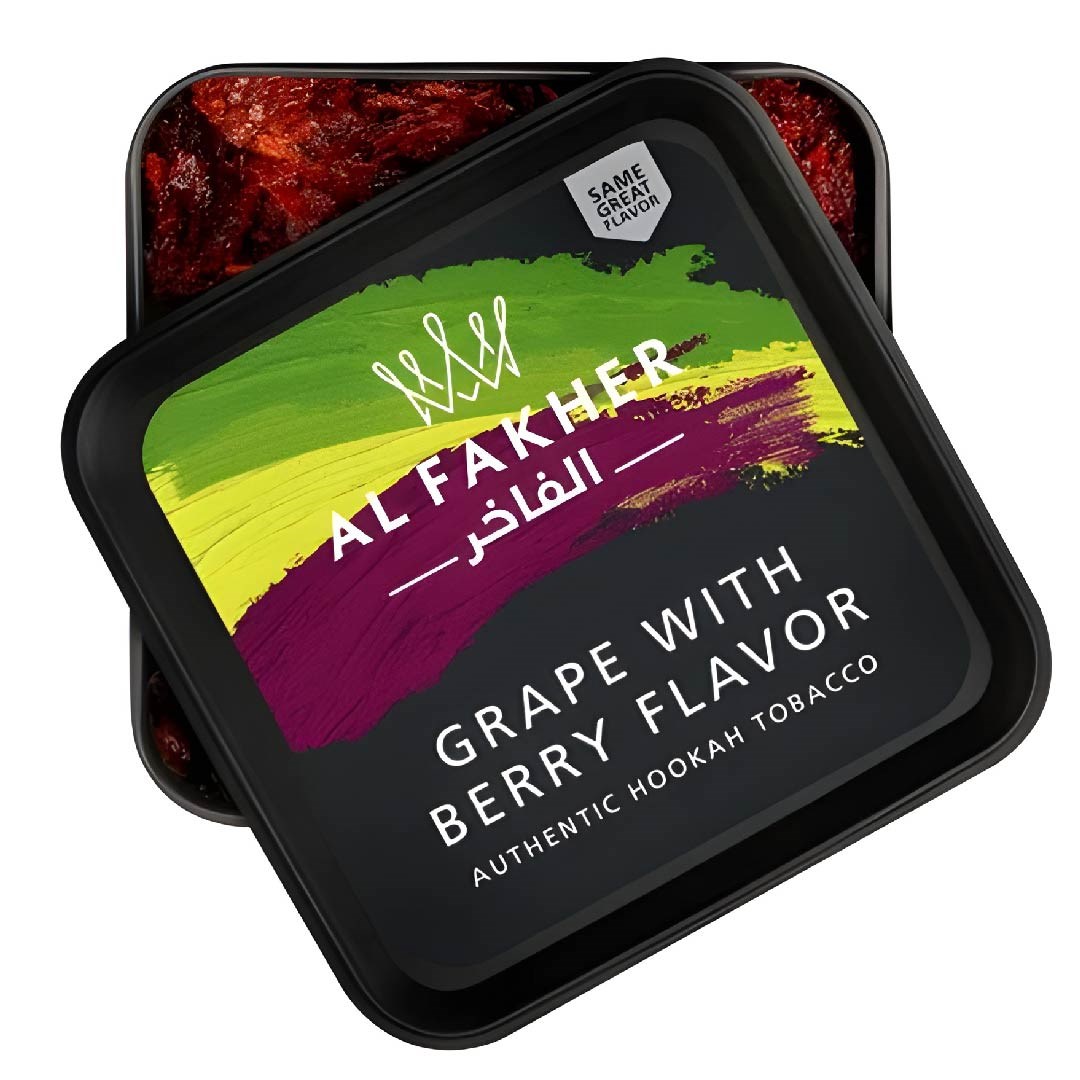 SAME
GREAT
FLAVOR
AL FAKHER
الفاخر
GRAPE WITH
BERRY FLAVOR
AUTHENTIC HOOKAH TOBACCO